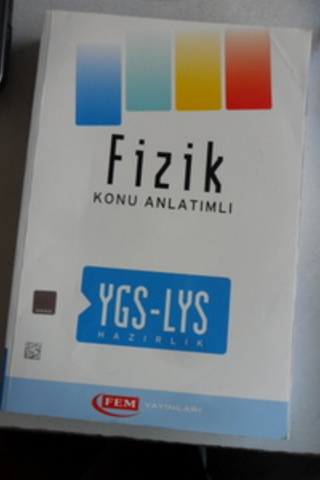 Fizik
KONU ANLATIMLI
YGS-LYS
HAZIRLIK
FEM YAYINLARI